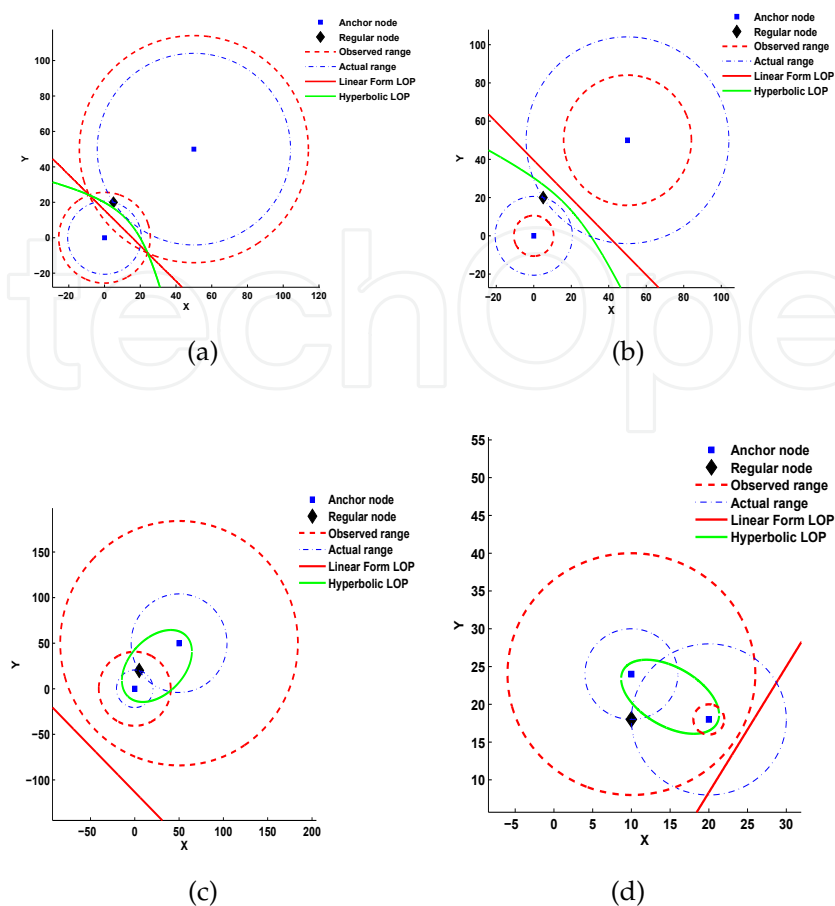 Anchor node
Regular node
Observed range
Actual range
Linear Form LOP
Hyperbolic LOP
100
80
60
40
20
0
−20
Y
−20 0 20 40 60 80 100 120
X
(a)
Anchor node
Regular node
Observed range
Actual range
Linear Form LOP
Hyperbolic LOP
100
80
60
40
20
0
−20
Y
−20 0 20 40 60 80 100
X
(b)
techOpe
Anchor node
Regular node
Observed range
Actual range
Linear Form LOP
Hyperbolic LOP
150
100
50
0
−50
−100
Y
−50 0 50 100 150 200
X
(c)
Anchor node
Regular node
Observed range
Actual range
Linear Form LOP
Hyperbolic LOP
55
50
45
40
35
30
25
20
15
10
Y
−5 0 5 10 15 20 25 30
X
(d)